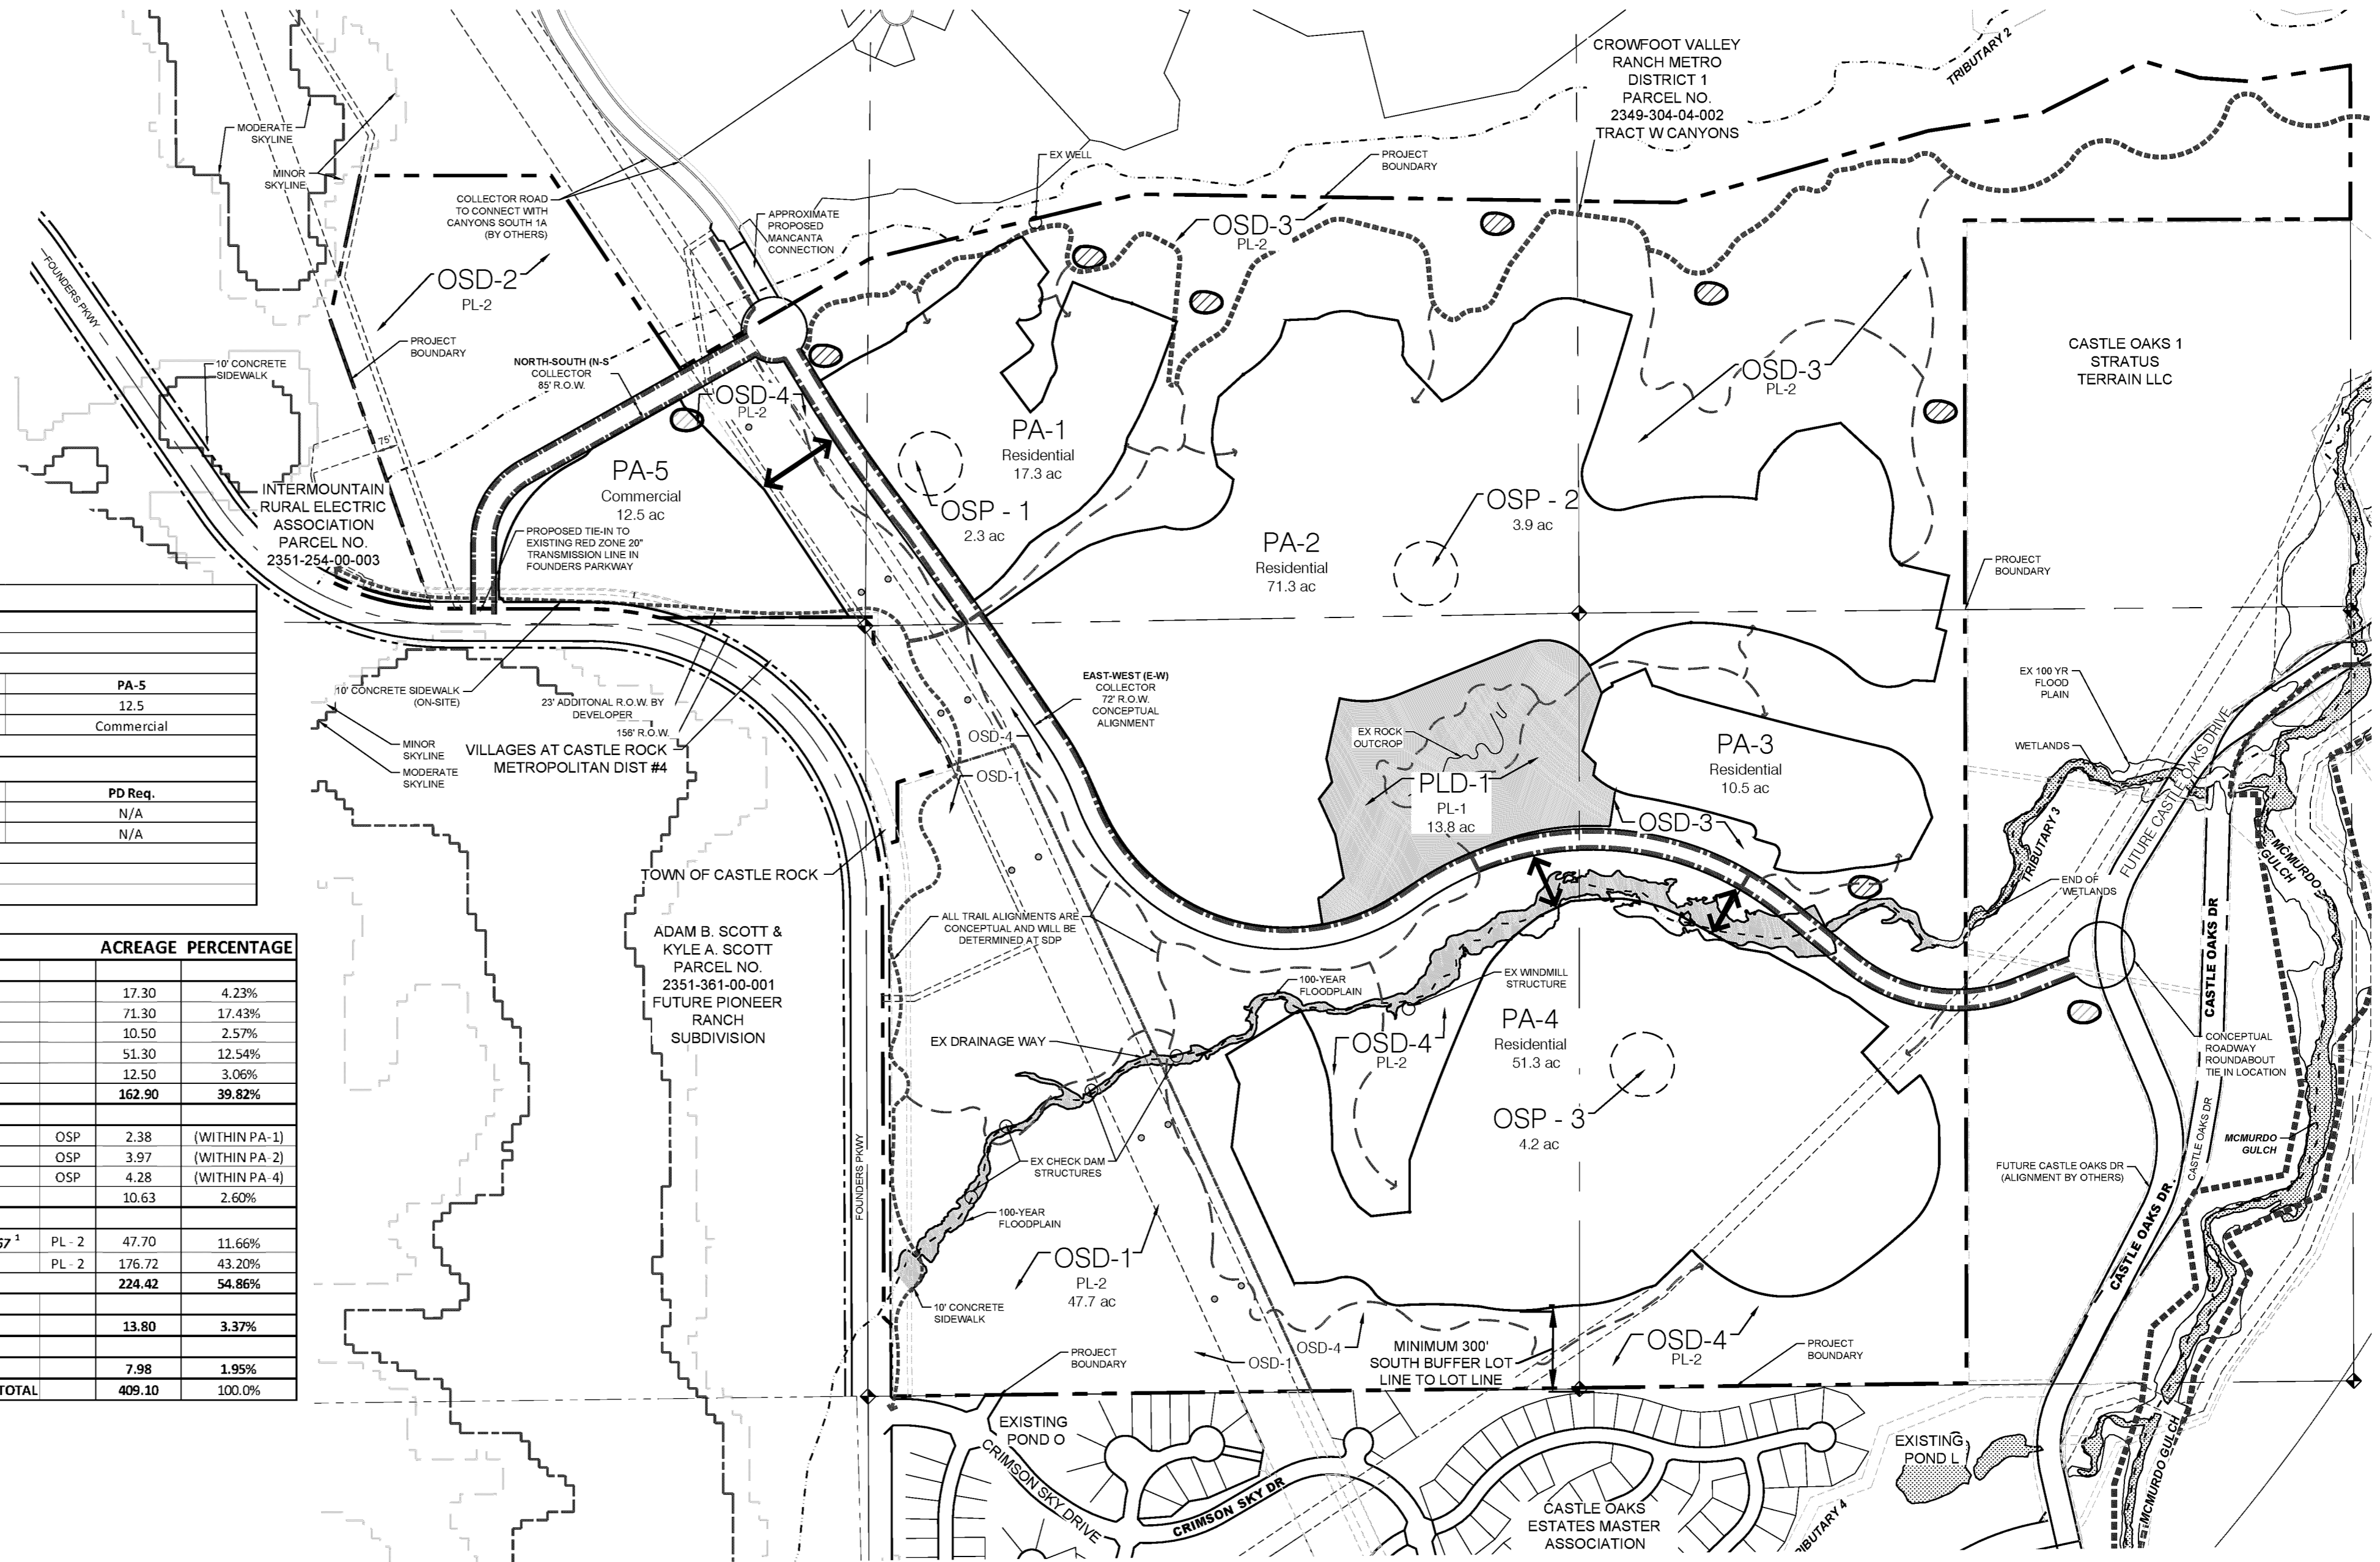 TRIBUTARY 2
CROWFOOT VALLEY
RANCH METRO
DISTRICT 1
PARCEL NO.
2349-304-04-002
TRACT W CANYONS
MODERATE
SKYLINE
MINOR
SKYLINE
EX WELL
PROJECT
BOUNDARY
COLLECTOR ROAD
TO CONNECT WITH
CANYONS SOUTH 1A
(BY OTHERS)
APPROXIMATE
PROPOSED
MANCANTA
CONNECTION
OSD-3
PL-2
FOUNDERS PKWY
OSD-2
PL-2
PROJECT
BOUNDARY
10' CONCRETE
SIDEWALK
NORTH-SOUTH (N-S
COLLECTOR
85' R.O.W.
OSD-4
PL-2
OSD-3
PL-2
CASTLE OAKS 1
STRATUS
TERRAIN LLC
75'
PA-1
Residential
17.3 ac
PA-5
Commercial
12.5 ac
INTERMOUNTAIN
RURAL ELECTRIC
ASSOCIATION
PARCEL NO.
2351-254-00-003
OSP - 1
2.3 ac
OSP - 2
3.9 ac
PROPOSED TIE-IN TO
EXISTING RED ZONE 20"
TRANSMISSION LINE IN
FOUNDERS PARKWAY
PA-2
Residential
71.3 ac
PROJECT
BOUNDARY
PA-5
12.5
Commercial
PD Req.
N/A
N/A
10' CONCRETE SIDEWALK
(ON-SITE)
23' ADDITONAL R.O.W. BY
DEVELOPER
156' R.O.W.
EAST-WEST (E-W)
COLLECTOR
72' R.O.W.
CONCEPTUAL
ALIGNMENT
EX 100 YR
FLOOD
PLAIN
MINOR
SKYLINE
MODERATE
SKYLINE
VILLAGES AT CASTLE ROCK
METROPOLITAN DIST #4
OSD-4
OSD-1
EX ROCK
OUTCROP
PLD-1
PL-1
13.8 ac
PA-3
Residential
10.5 ac
WETLANDS
FUTURE CASTLE OAKS DRIVE
OSD-3
TRIBUTARY 3
MCMURDO
GULCH
TOWN OF CASTLE ROCK
END OF
WETLANDS
ALL TRAIL ALIGNMENTS ARE
CONCEPTUAL AND WILL BE
DETERMINED AT SDP
ADAM B. SCOTT &
KYLE A. SCOTT
PARCEL NO.
2351-361-00-001
FUTURE PIONEER
RANCH
SUBDIVISION
CASTLE OAKS DR
ACREAGE PERCENTAGE
17.30 4.23%
71.30 17.43%
10.50 2.57%
51.30 12.54%
12.50 3.06%
162.90 39.82%
OSP 2.38 (WITHIN PA-1)
OSP 3.97 (WITHIN PA-2)
OSP 4.28 (WITHIN PA-4)
10.63 2.60%
57 ¹ PL - 2 47.70 11.66%
PL - 2 176.72 43.20%
224.42 54.86%
13.80 3.37%
7.98 1.95%
TOTAL 409.10 100.0%
100-YEAR
FLOODPLAIN
EX WINDMILL
STRUCTURE
EX DRAINAGE WAY
OSD-4
PL-2
PA-4
Residential
51.3 ac
CONCEPTUAL
ROADWAY
ROUNDABOUT
TIE IN LOCATION
OSP - 3
4.2 ac
EX CHECK DAM
STRUCTURES
FOUNDERS PKWY
CASTLE OAKS DR
MCMURDO
GULCH
FUTURE CASTLE OAKS DR
(ALIGNMENT BY OTHERS)
100-YEAR
FLOODPLAIN
OSD-1
PL-2
47.7 ac
CASTLE OAKS DR.
10' CONCRETE
SIDEWALK
PROJECT
BOUNDARY
OSD-1
OSD-4
MINIMUM 300'
SOUTH BUFFER LOT
LINE TO LOT LINE
OSD-4
PL-2
PROJECT
BOUNDARY
EXISTING
POND O
CRIMSON SKY DRIVE
CRIMSON SKY DR
CASTLE OAKS
ESTATES MASTER
ASSOCIATION
EXISTING
POND L
MCMURDO GULCH
IBUTARY 4